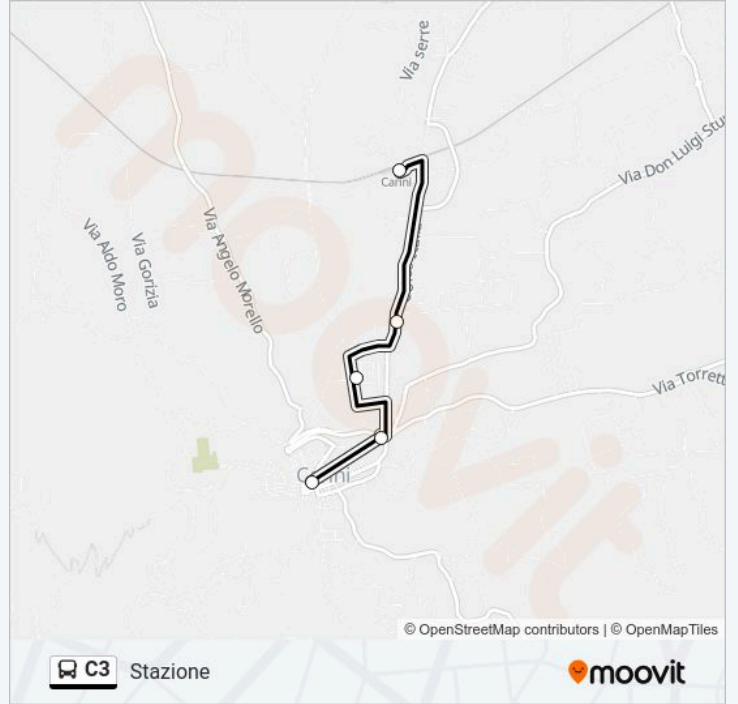 Via serre
Via Don Luigi Stu
Carini
Via Angelo Morello
Via Gorizia
Via Aldo Moro
Via Torrett
moovit
© OpenStreetMap contributors | © OpenMapTiles
C3 Stazione
moovit